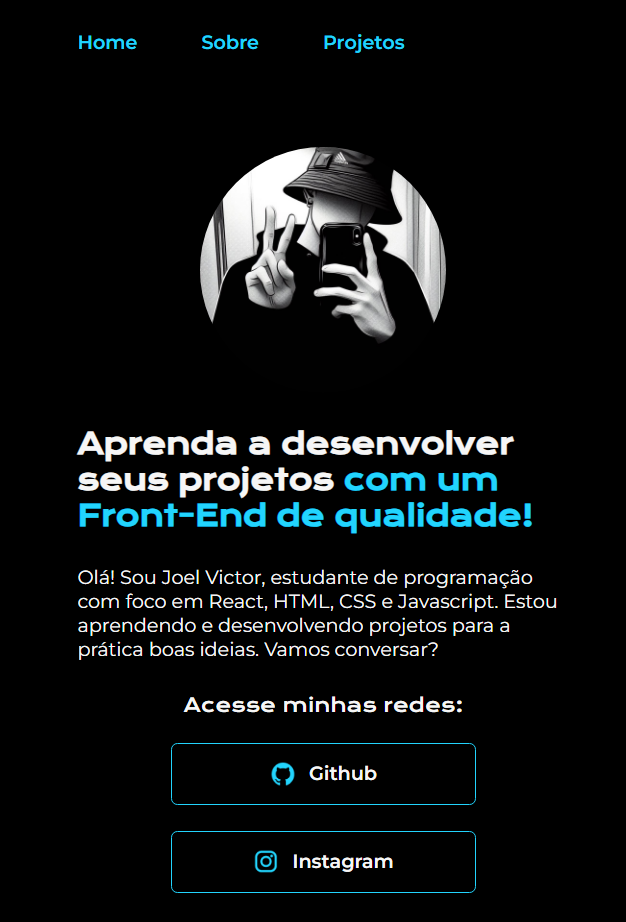 Home Sobre Projetos
Aprenda a desenvolver
seus projetos com um
Front-End de qualidade!
Olá! Sou Joel Victor, estudante de programação
com foco em React, HTML, CSS e Javascript. Estou
aprendendo e desenvolvendo projetos para a
prática boas ideias. Vamos conversar?
Acesse minhas redes:
Github
Instagram